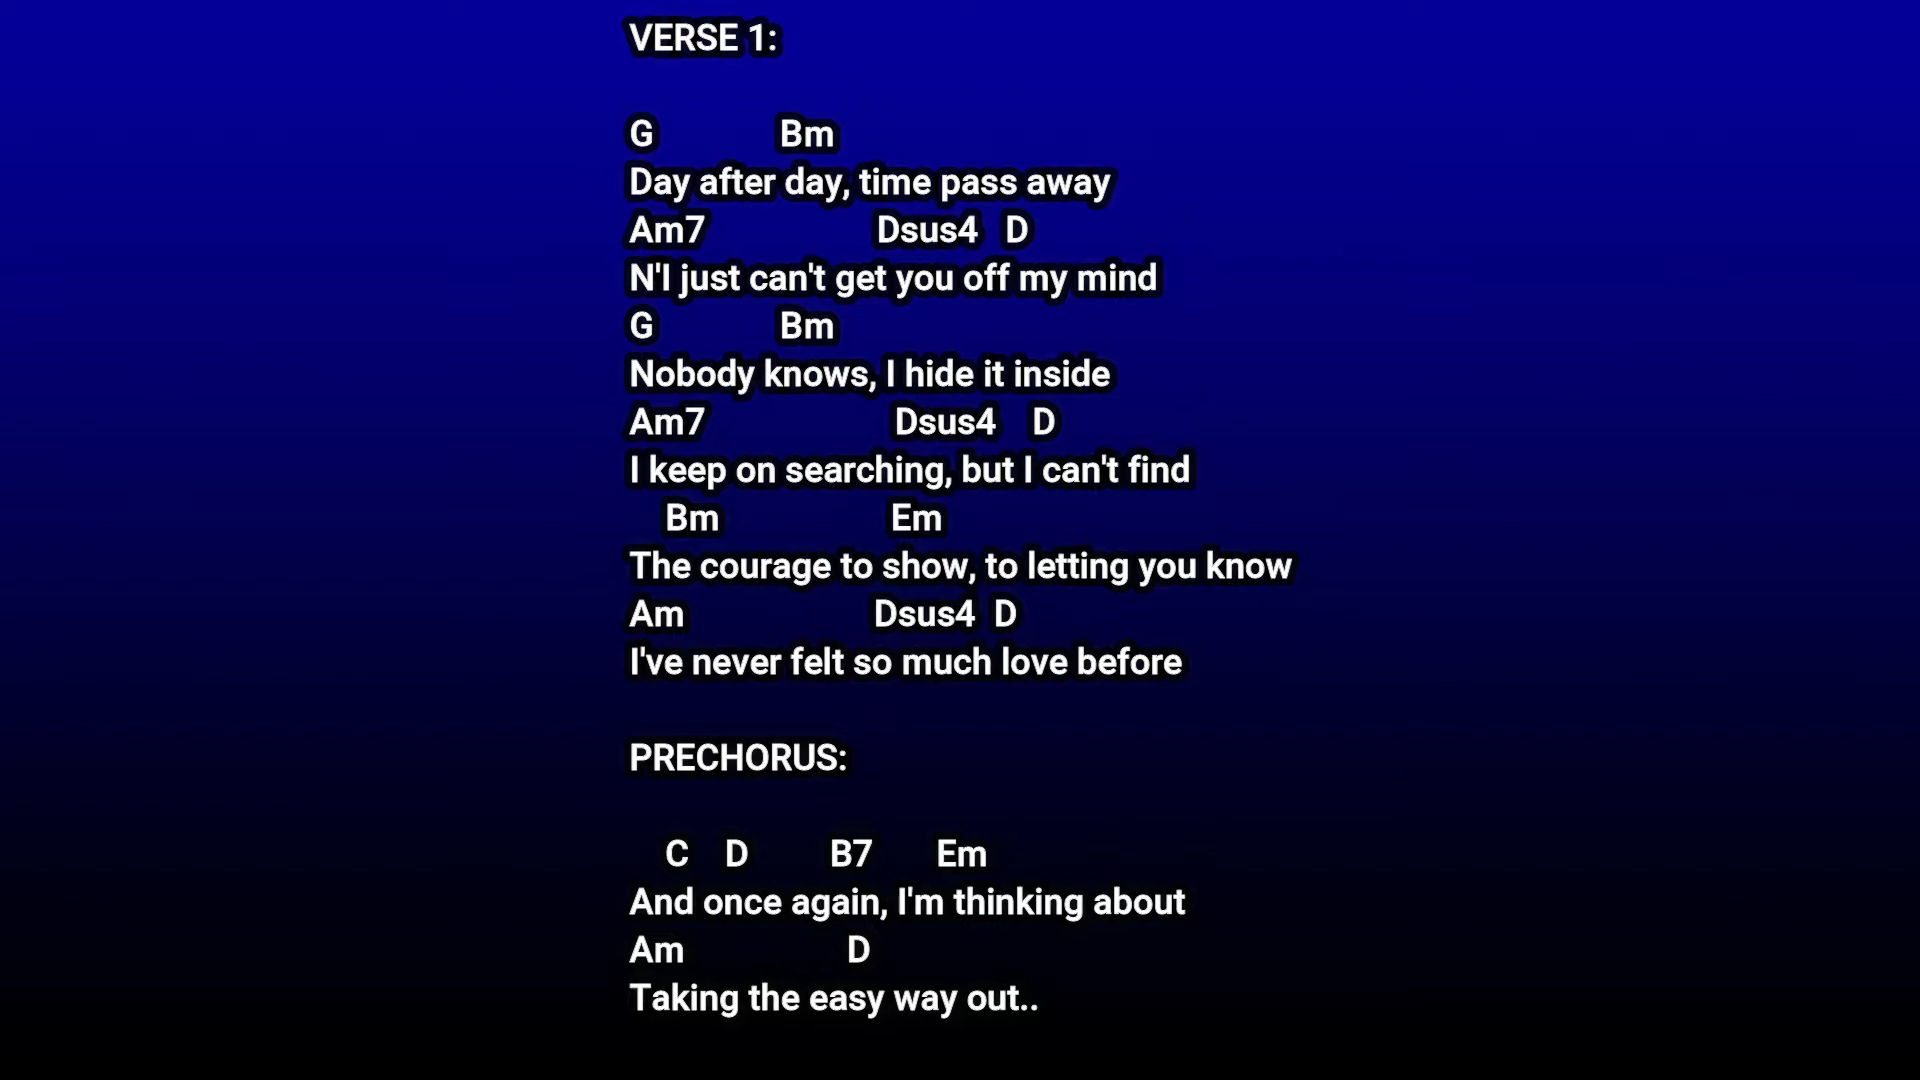 VERSE 1:
G Bm
Day after day, time pass away
Am7 Dsus4 D
N'I just can't get you off my mind
G Bm
Nobody knows, I hide it inside
Am7 Dsus4 D
I keep on searching, but I can't find
Bm Em
The courage to show, to letting you know
Am Dsus4 D
I've never felt so much love before
PRECHORUS:
C D B7 Em
And once again, I'm thinking about
Am D
Taking the easy way out..